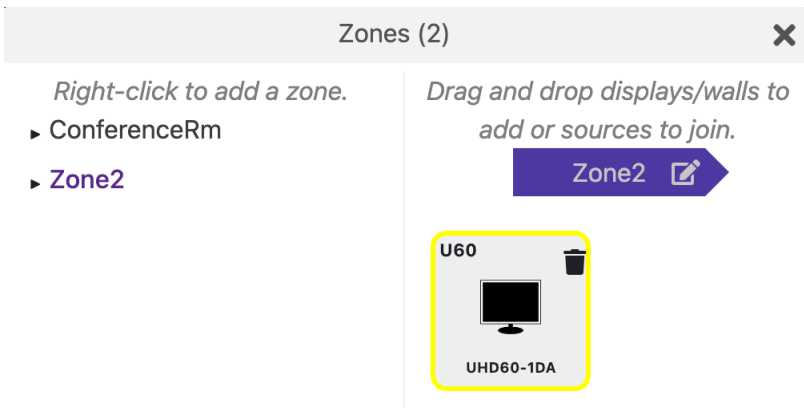 Zones (2)
Right-click to add a zone.
ConferenceRm
Zone2
Drag and drop displays/walls to
add or sources to join.
Zone2
U60
UHD60-1DA